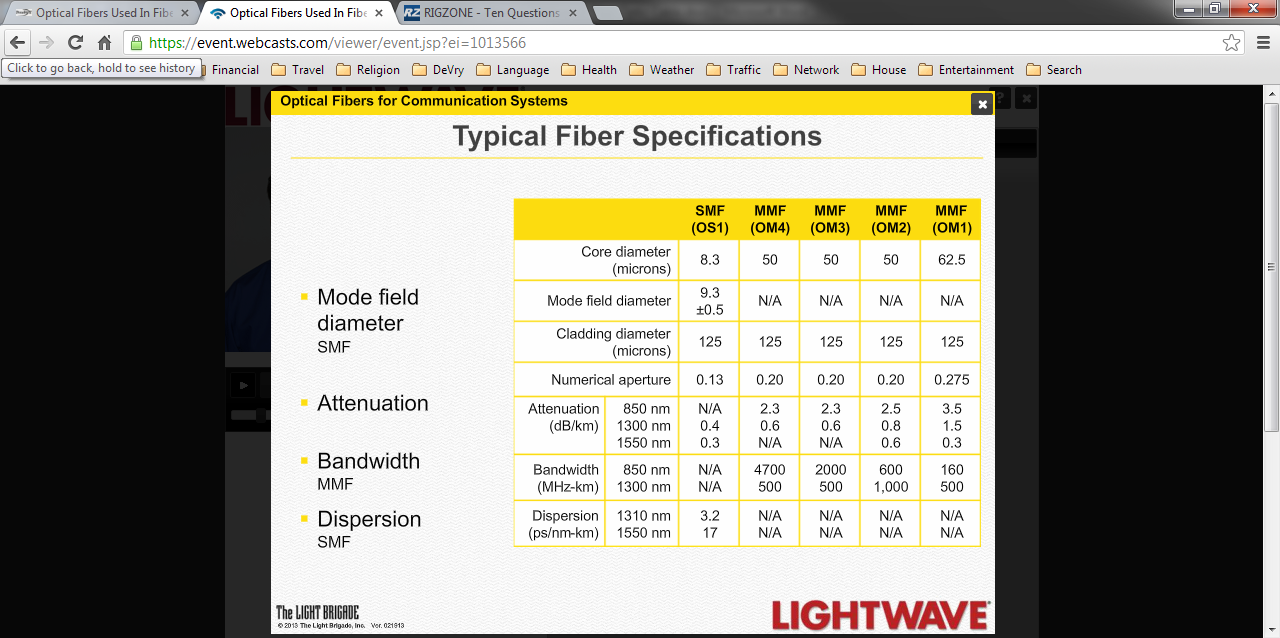 Optical Fibers Used In Fibe
Optical Fibers Used In Fibe
RZ RIGZONE - Ten Questions
https://event.webcasts.com/viewer/event.jsp?ei=1013566
Click to go back, hold to see history
Financial Travel Religion DeVry Language Health Weather Traffic Network House Entertainment Search
Optical Fibers for Communication Systems
Typical Fiber Specifications
Mode field
diameter
SMF
Attenuation
Bandwidth
MMF
Dispersion
SMF
SMF MMF MMF MMF MMF
(OS1) (OM4) (OM3) (OM2) (OM1)
Core diameter
(microns) 8.3 50 50 50 62.5
Mode field diameter 9.3
±0.5 N/A N/A N/A N/A
Cladding diameter
(microns) 125 125 125 125 125
Numerical aperture 0.13 0.20 0.20 0.20 0.275
Attenuation 850 nm N/A 2.3 2.3 2.5 3.5
(dB/km) 1300 nm 0.4 0.6 0.6 0.8 1.5
1550 nm 0.3 N/A N/A 0.6 0.3
Bandwidth 850 nm N/A 4700 2000 600 160
(MHz-km) 1300 nm N/A 500 500 1,000 500
Dispersion 1310 nm 3.2 N/A N/A N/A N/A
(ps/nm-km) 1550 nm 17 N/A N/A N/A N/A
The LIGHT BRIGADE
© 2013 The Light Brigade, Inc. Ver. 021913
LIGHTWAVE